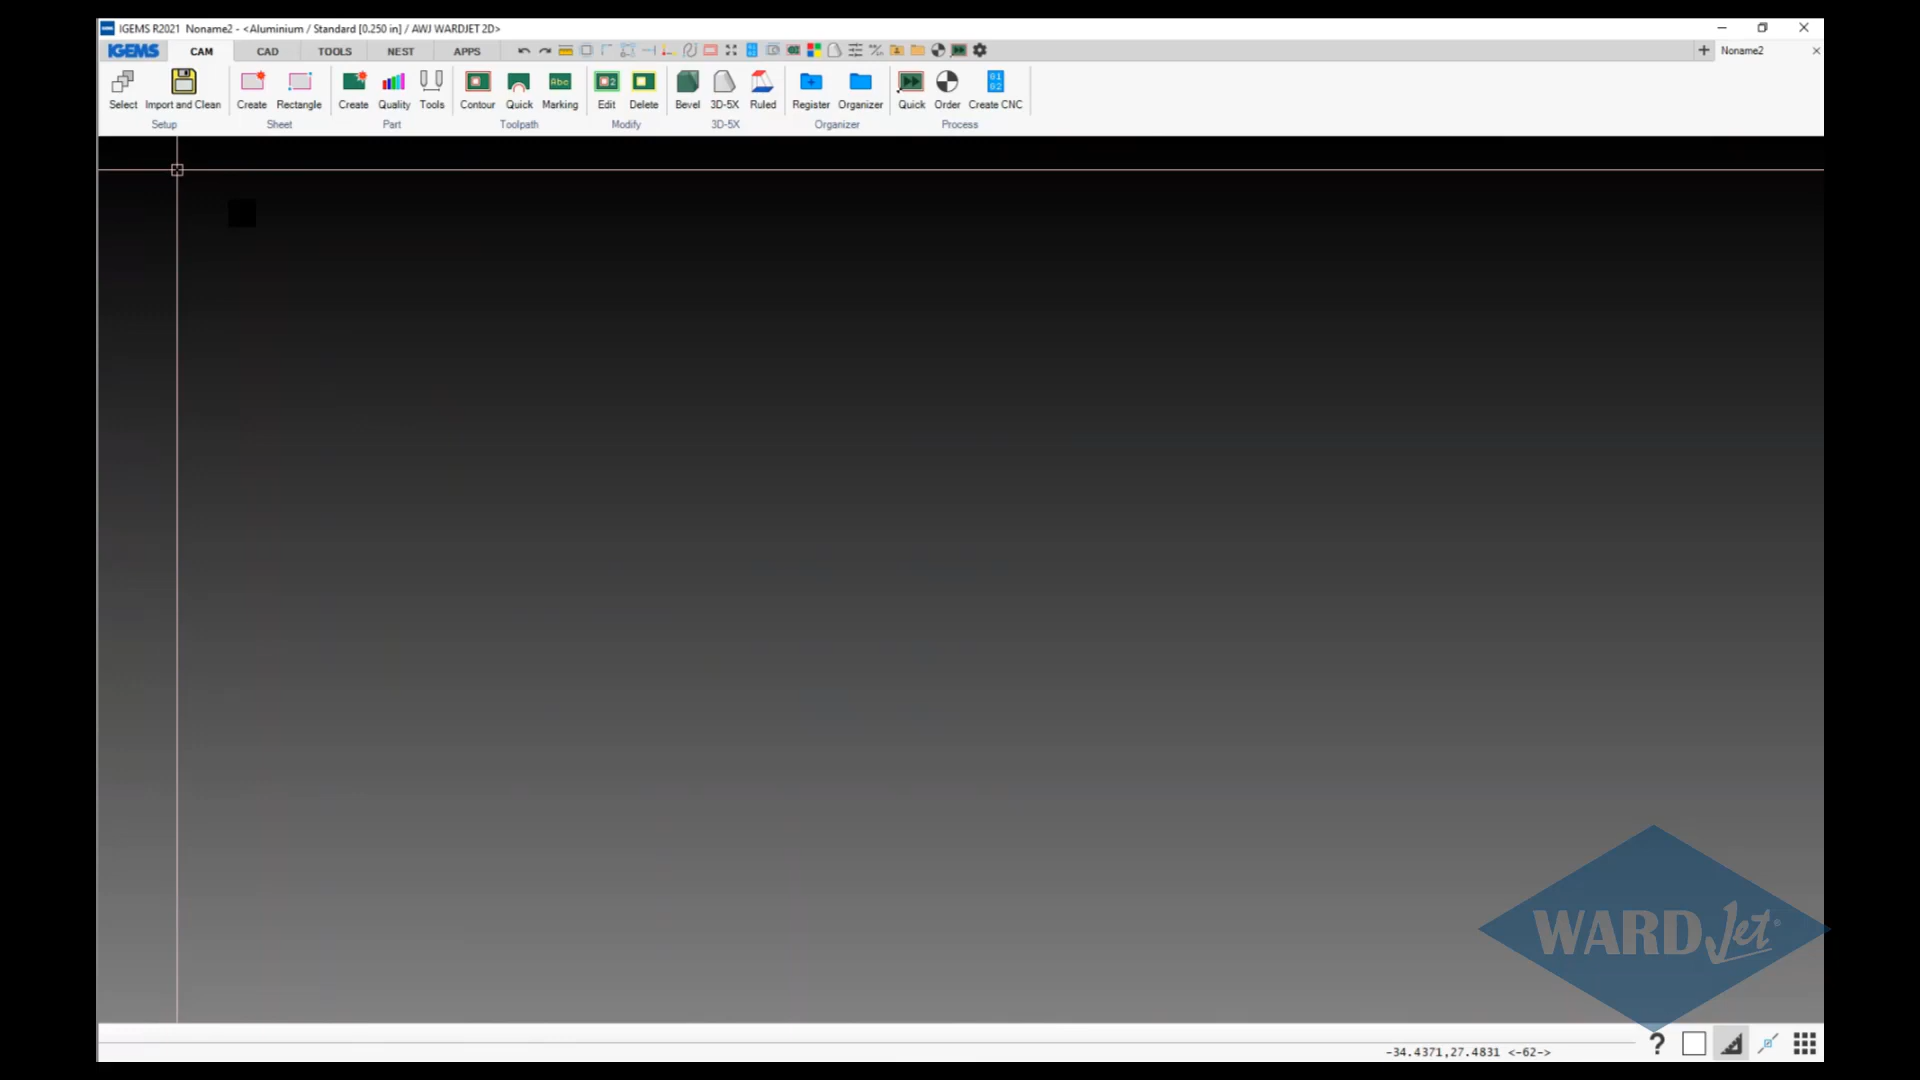 IGEMS R2021 Noname2 - <Aluminium / Standard [0.250 in] / AWJ WARDJET 2D>
IGEMS CAM CAD TOOLS NEST APPS Noname2
Select Import and Clean Create Rectangle Create Quality Tools Contour Quick Abc Marking Edit Delete Bevel 3D-5X Ruled Register Organizer Quick Order 01 02 Create CNC
Setup Sheet Part Toolpath Modify 3D-5X Organizer Process
WARDJet®
-34.4371,27.4831 <-62->